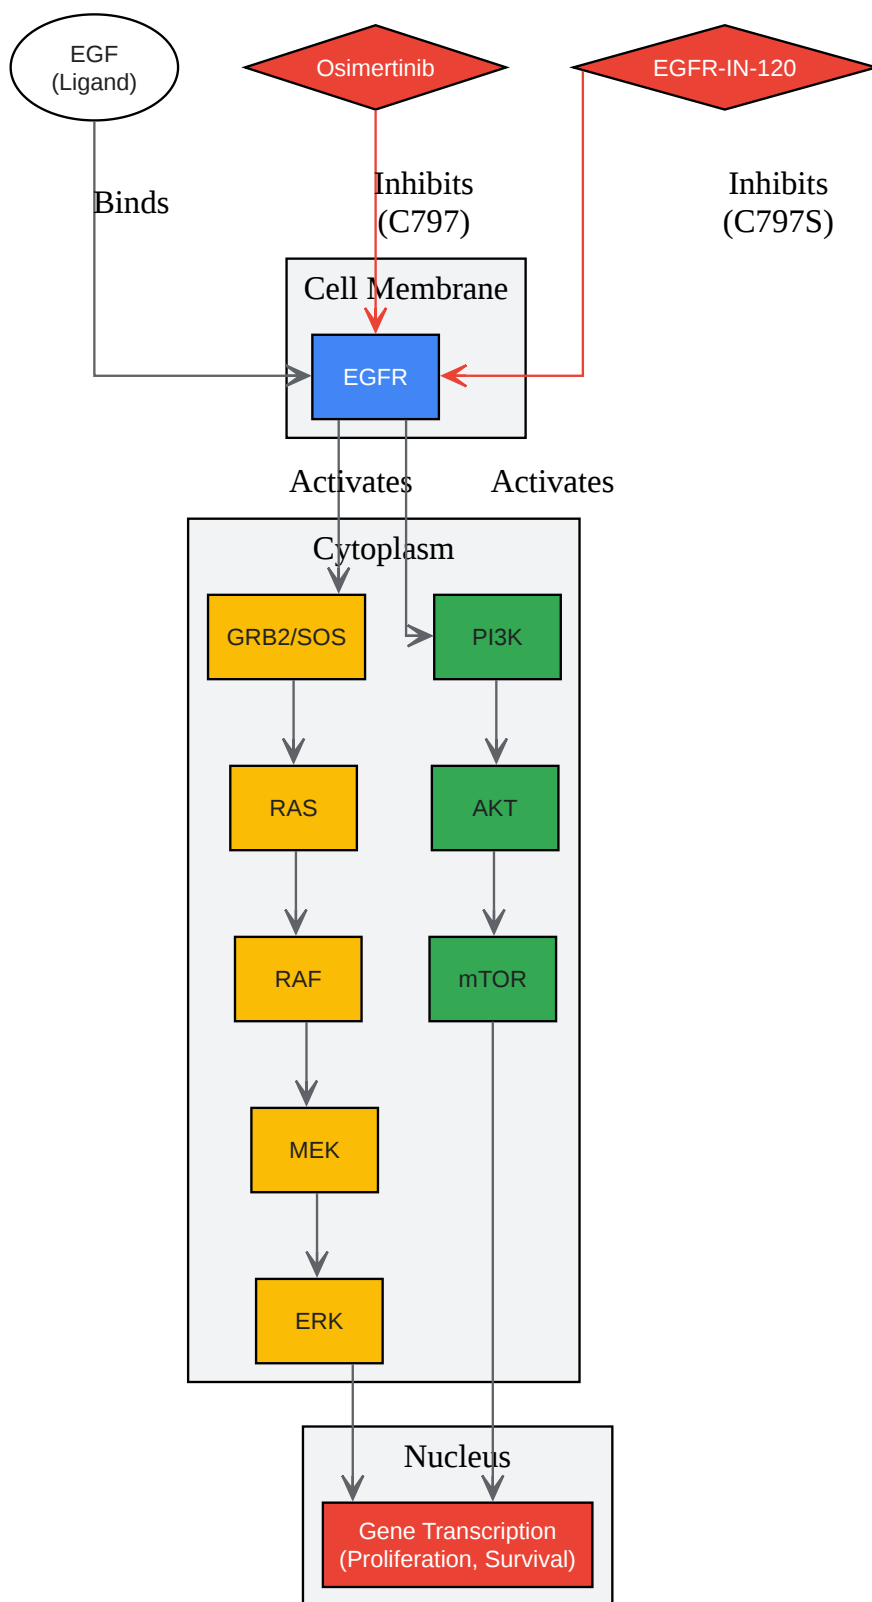 EGF
(Ligand)
Osimertinib
EGFR-IN-120
Binds
Inhibits
(C797)
Inhibits
(C797S)
Cell Membrane
EGFR
Activates
Activates
Cytoplasm
GRB2/SOS
PI3K
RAS
AKT
RAF
mTOR
MEK
ERK
Nucleus
Gene Transcription
(Proliferation, Survival)